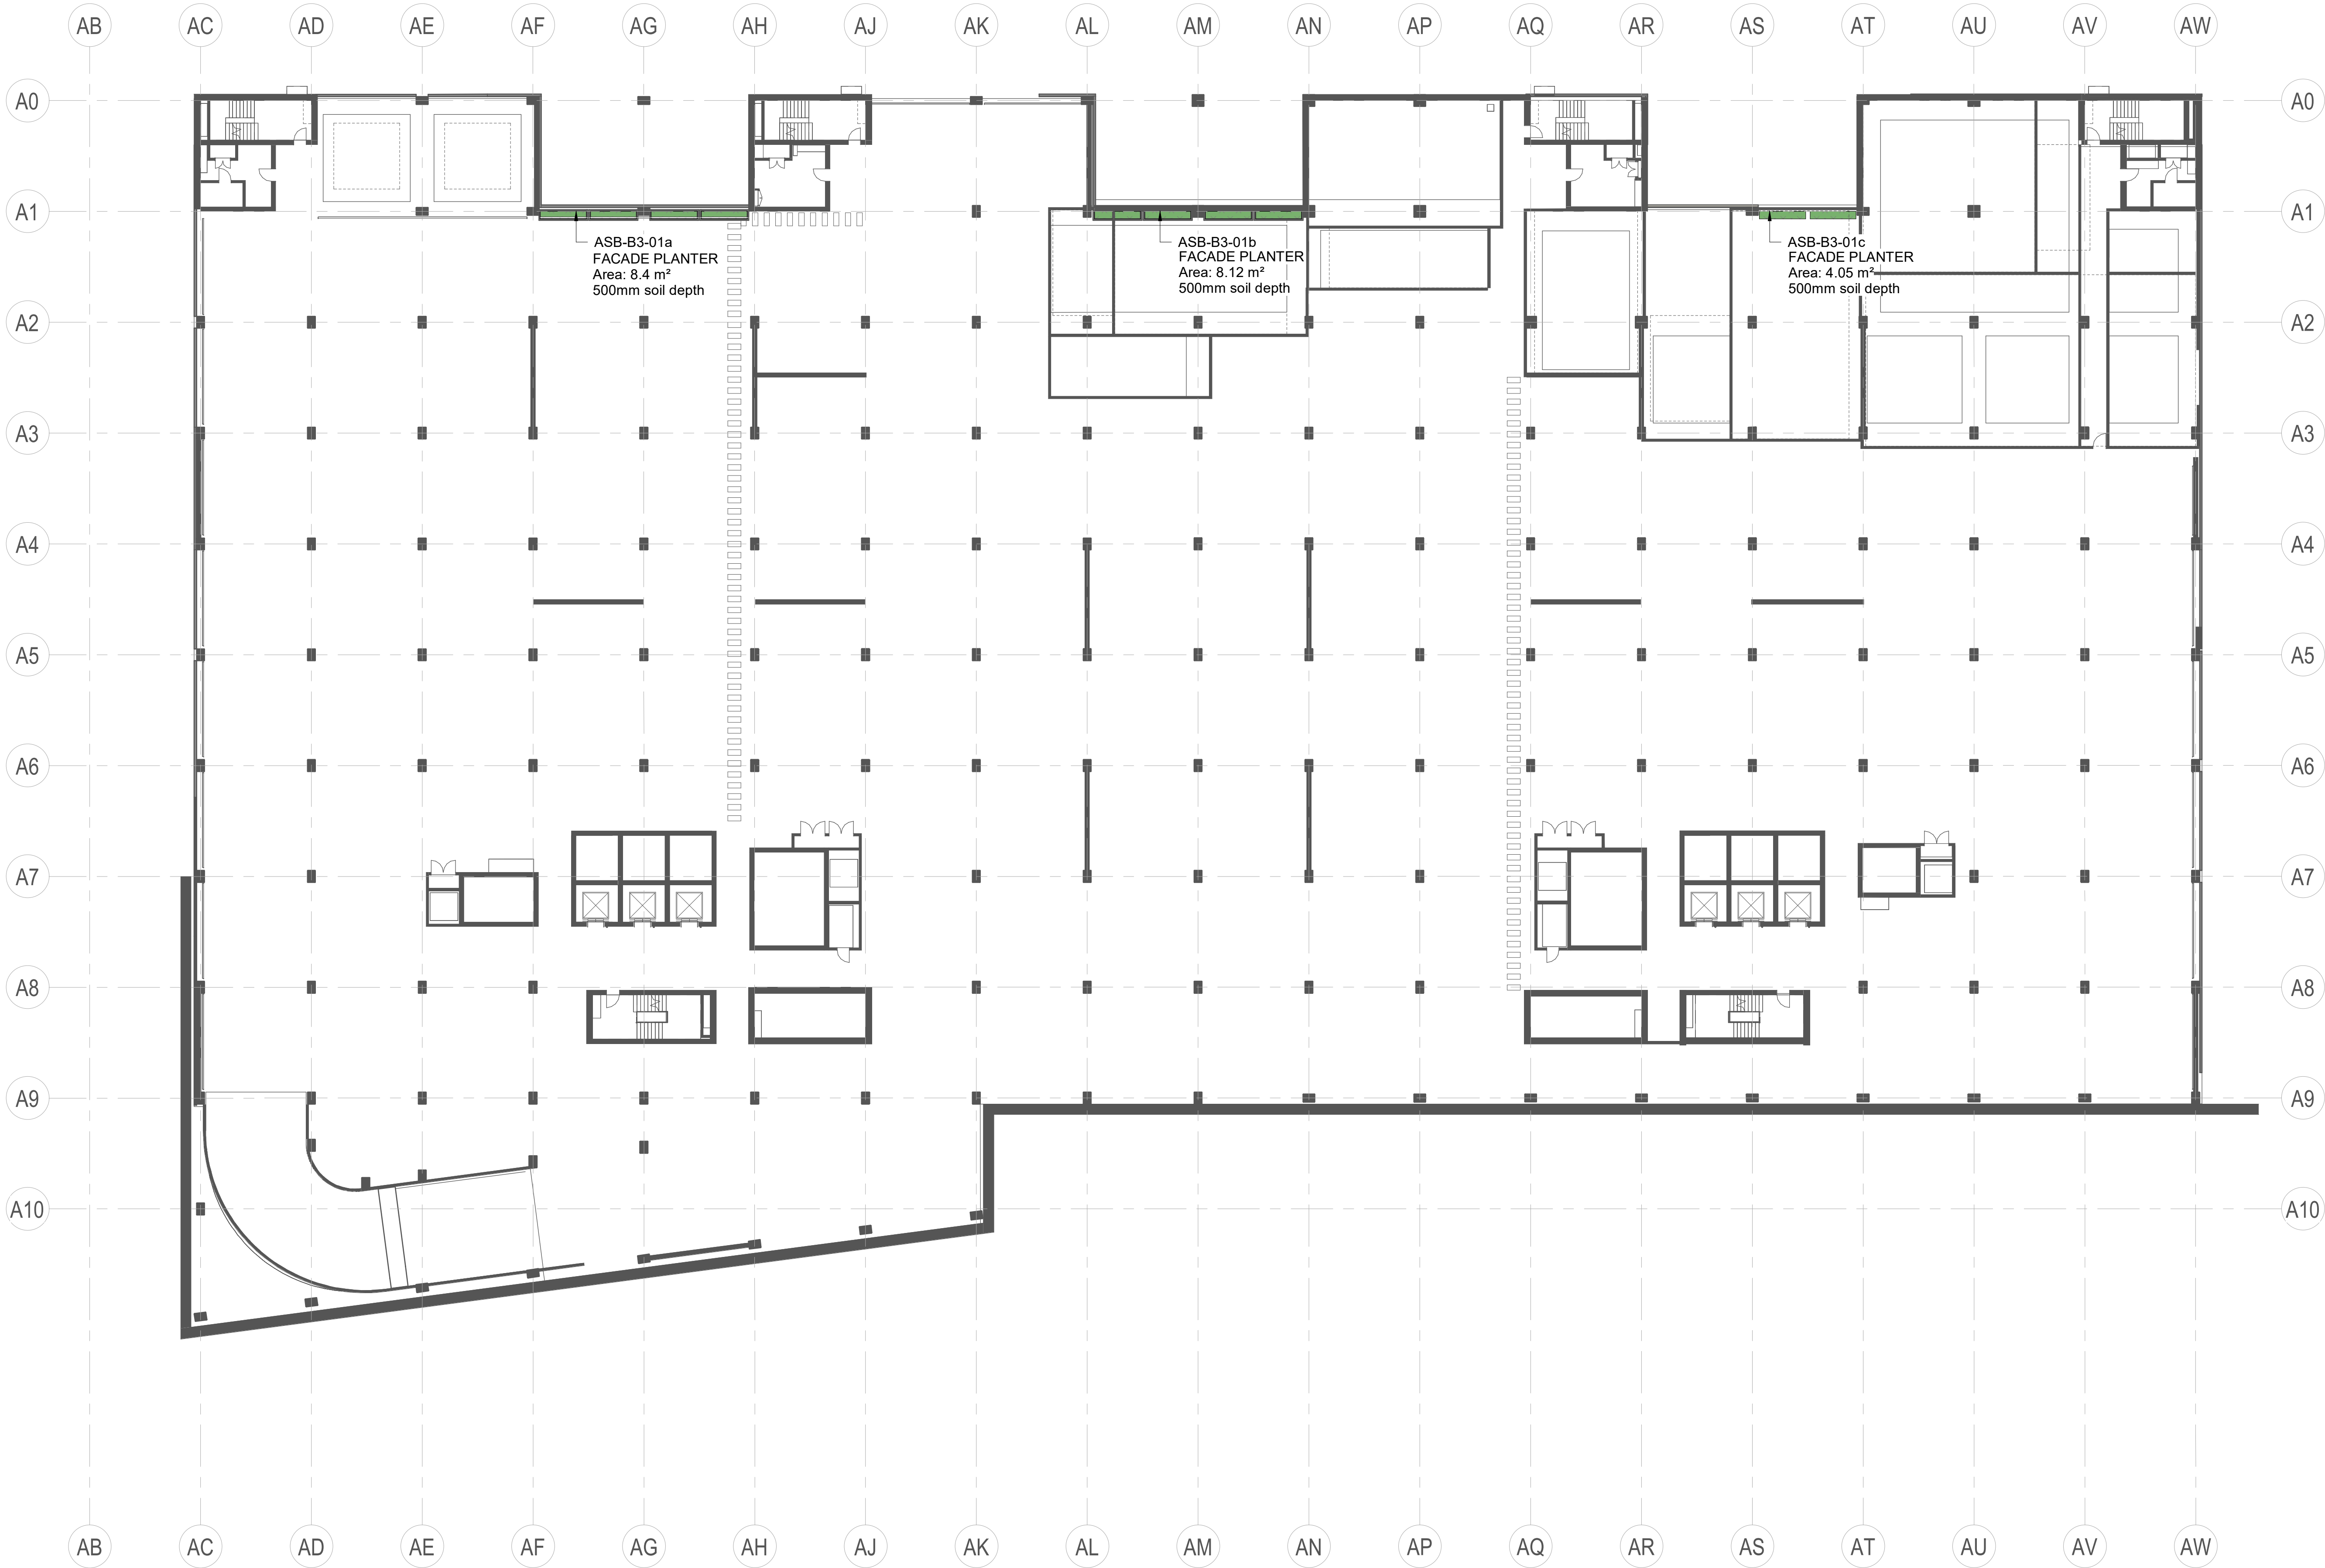 AB AC AD AE AF AG AH AJ AK AL AM AN AP AQ AR AS AT AU AV AW
A0 A0
A1 A1
ASB-B3-01a
FACADE PLANTER
Area: 8.4 m²
500mm soil depth
ASB-B3-01b
FACADE PLANTER
Area: 8.12 m²
500mm soil depth
ASB-B3-01c
FACADE PLANTER
Area: 4.05 m²
500mm soil depth
A2 A2
A3 A3
A4 A4
A5 A5
A6 A6
A7 A7
A8 A8
A9 A9
A10 A10
AB AC AD AE AF AG AH AJ AK AL AM AN AP AQ AR AS AT AU AV AW